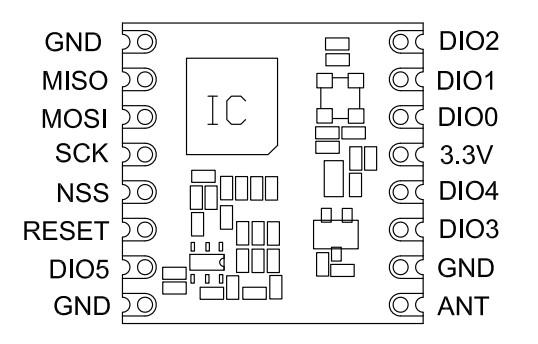 GND
MISO
MOSI
SCK
NSS
RESET
DIO5
GND
IC
DIO2
DIO1
DIO0
3.3V
DIO4
DIO3
GND
ANT